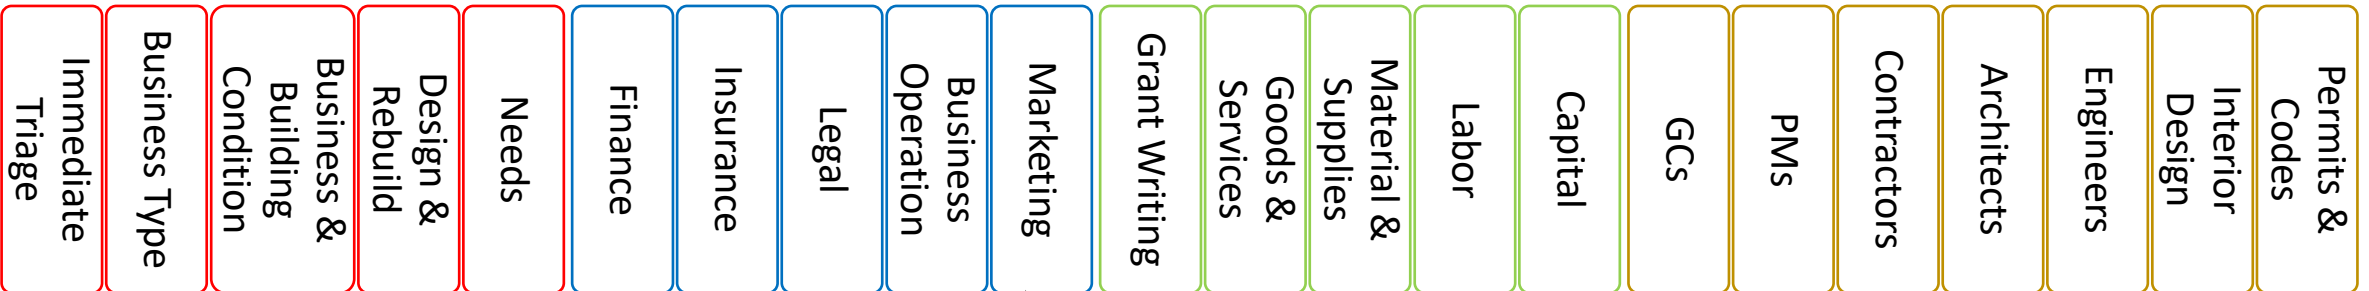 Immediate
Triage
Business Type
Business &
Building
Condition
Design &
Rebuild
Needs
Finance
Insurance
Legal
Business
Operation
Marketing
Grant Writing
Goods &
Services
Material &
Supplies
Labor
Capital
GCs
PMs
Contractors
Architects
Engineers
Interior
Design
Permits &
Codes